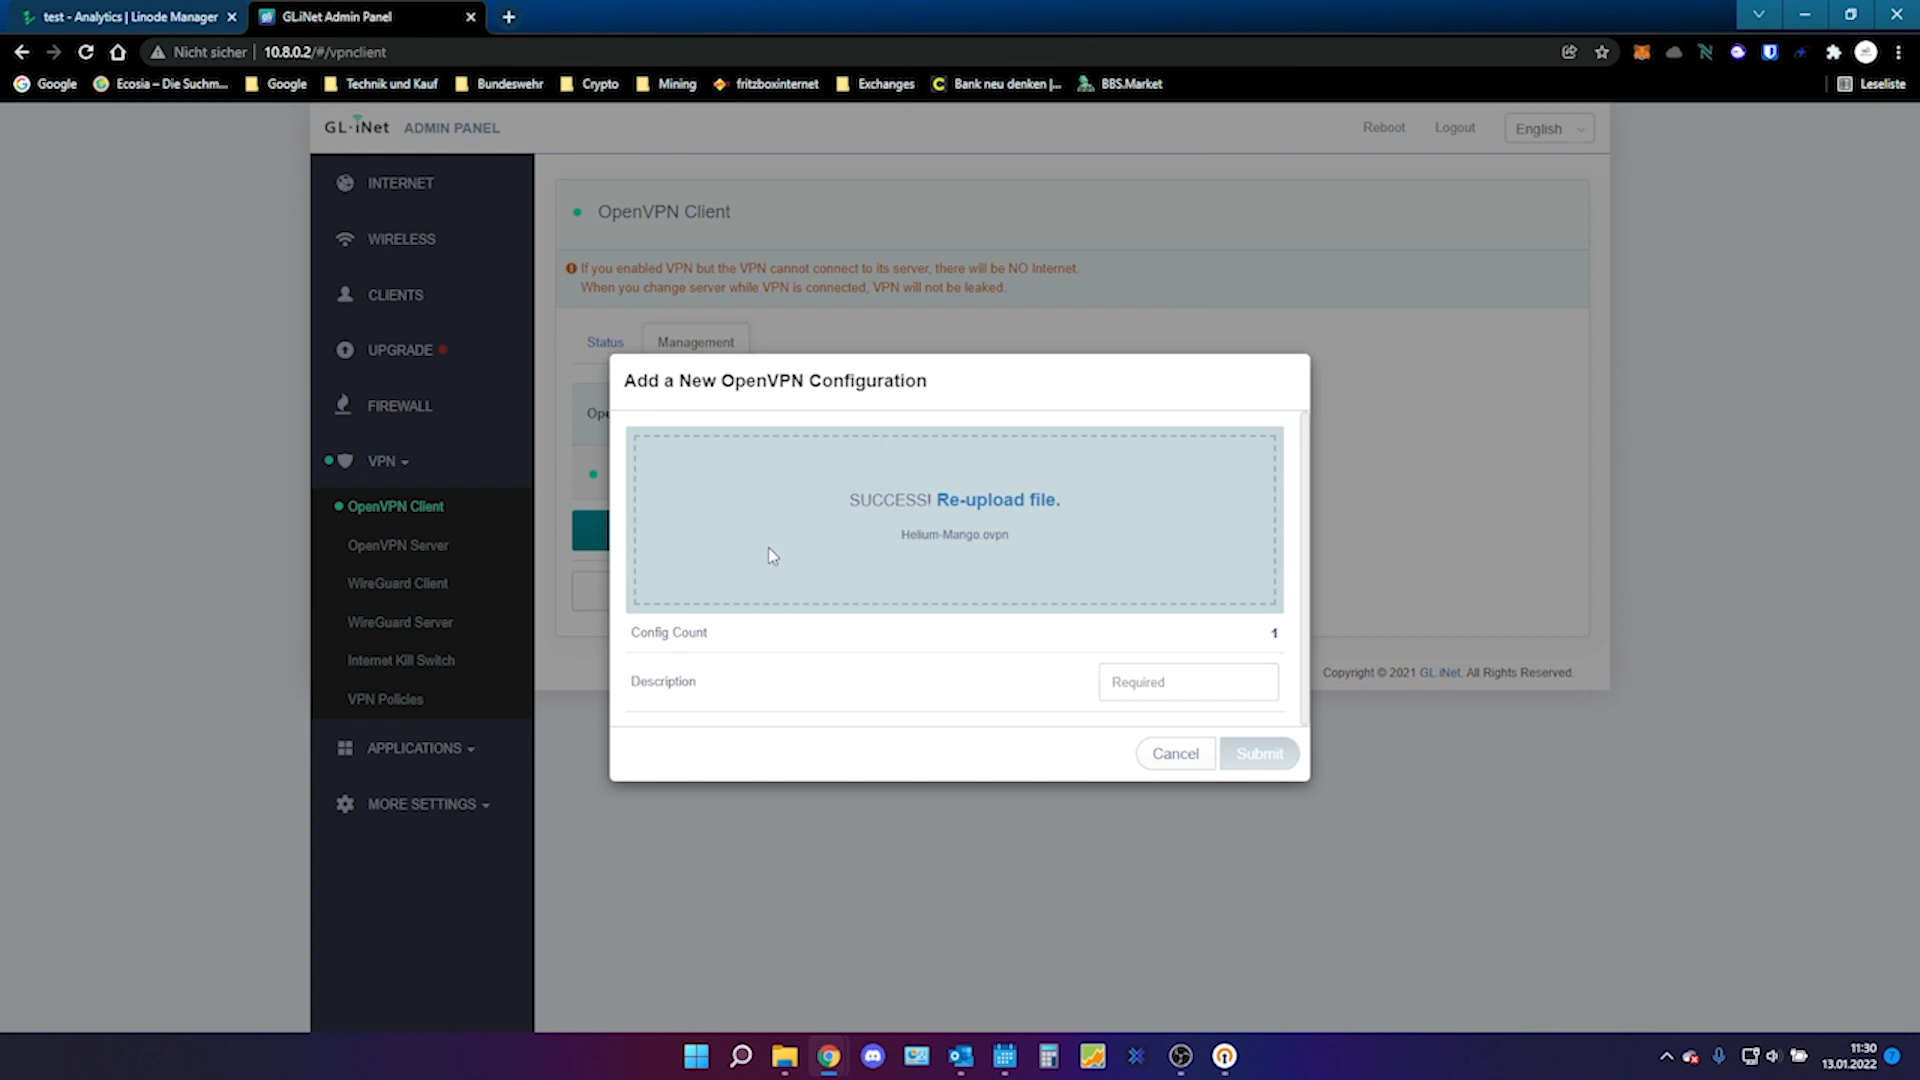 test - Analytics | Linode Manager
GL.iNet Admin Panel
Nicht sicher
10.8.0.2/#/vpnclient
Google
Ecosia – Die Suchm...
Google
Technik und Kauf
Bundeswehr
Crypto
Mining
fritzboxinternet
Exchanges
Bank neu denken |...
BBS.Market
Leseliste
GL·iNet ADMIN PANEL
Reboot
Logout
English
INTERNET
WIRELESS
CLIENTS
UPGRADE
FIREWALL
VPN
OpenVPN Client
OpenVPN Server
WireGuard Client
WireGuard Server
Internet Kill Switch
VPN Policies
APPLICATIONS
MORE SETTINGS
OpenVPN Client
If you enabled VPN but the VPN cannot connect to its server, there will be NO Internet.
When you change server while VPN is connected, VPN will not be leaked.
Status
Management
Ope
Add a New OpenVPN Configuration
SUCCESS! Re-upload file.
Helium-Mango.ovpn
Config Count
1
Description
Required
Cancel
Submit
Copyright © 2021 GL.iNet. All Rights Reserved.
11:30
13.01.2022
7